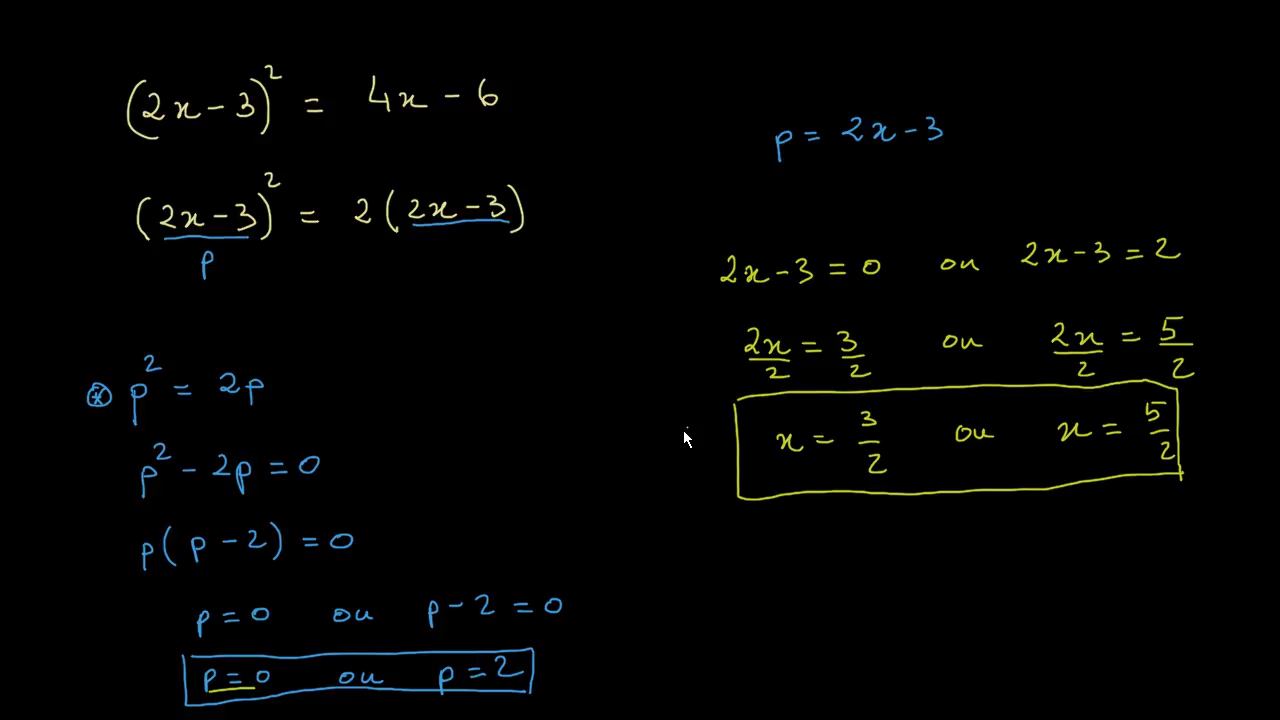 (2x-3)² = 4x - 6
(2x-3)² = 2(2x-3)
p
⊛ p² = 2p
p² - 2p = 0
p(p-2) = 0
p = 0 ou p-2 = 0
p = 0 ou p = 2
p = 2x-3
2x-3 = 0 ou 2x-3 = 2
2x/2 = 3/2 ou 2x/2 = 5/2
x = 3/2 ou x = 5/2